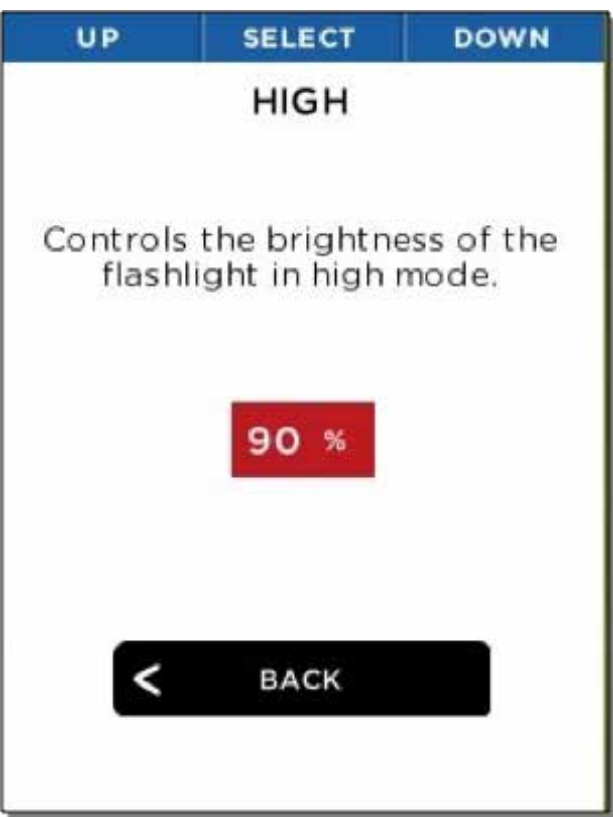 UP SELECT DOWN
HIGH
Controls the brightness of the
flashlight in high mode.
90 %
< BACK